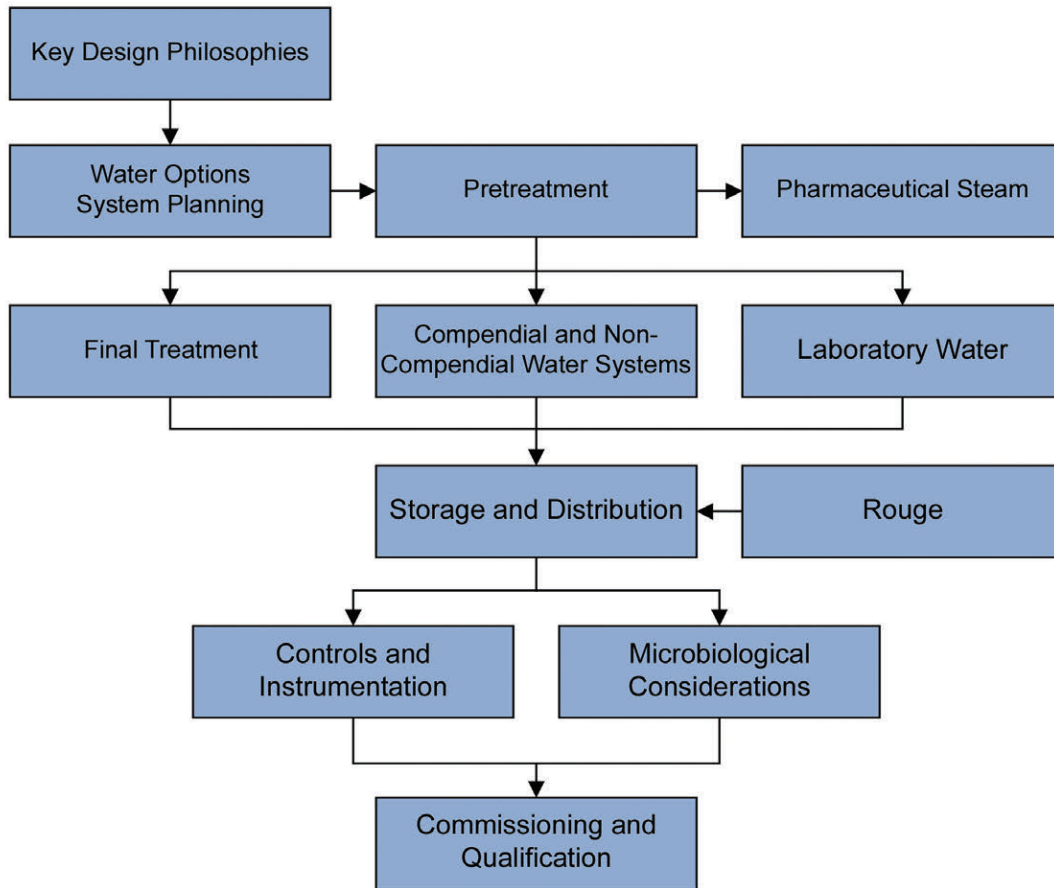 Key Design Philosophies
Water Options
System Planning
Pretreatment
Pharmaceutical Steam
Final Treatment
Compendial and Non-
Compendial Water Systems
Laboratory Water
Storage and Distribution
Rouge
Controls and
Instrumentation
Microbiological
Considerations
Commissioning and
Qualification